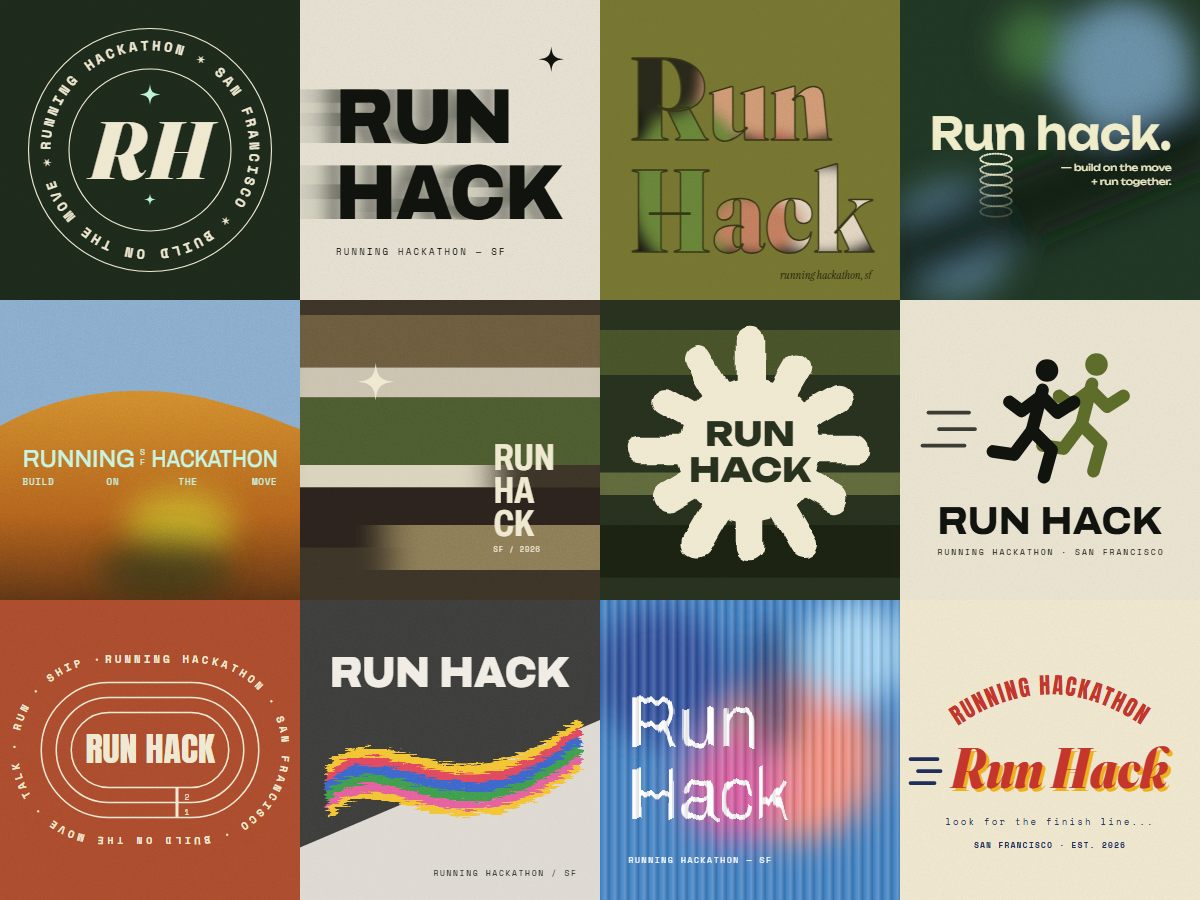 RUNNING HACKATHON ★ SAN FRANCISCO ★ BUILD ON THE MOVE ★
RH
RUN
HACK
RUNNING HACKATHON — SF
Run
Hack
running hackathon, sf
Run hack.
— build on the move
+ run together.
RUNNING SF HACKATHON
BUILD ON THE MOVE
RUN
HA
CK
SF / 2026
RUN
HACK
RUN HACK
RUNNING HACKATHON · SAN FRANCISCO
RUNNING HACKATHON · SAN FRANCISCO · BUILD ON THE MOVE · TALK · RUN · SHIP ·
RUN HACK
2
1
RUN HACK
RUNNING HACKATHON / SF
Run
Hack
RUNNING HACKATHON — SF
RUNNING HACKATHON
Run Hack
look for the finish line...
SAN FRANCISCO · EST. 2026